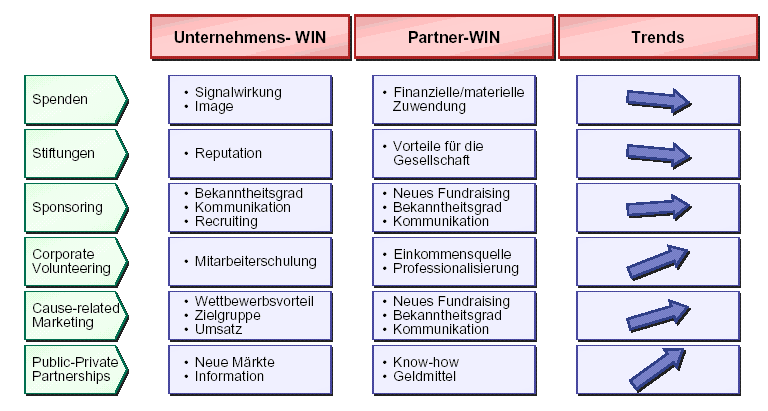 Unternehmens- WIN
Partner-WIN
Trends
Spenden
• Signalwirkung
• Image
• Finanzielle/materielle
Zuwendung
Stiftungen
• Reputation
• Vorteile für die
Gesellschaft
Sponsoring
• Bekanntheitsgrad
• Kommunikation
• Recruiting
• Neues Fundraising
• Bekanntheitsgrad
• Kommunikation
Corporate
Volunteering
• Mitarbeiterschulung
• Einkommensquelle
• Professionalisierung
Cause-related
Marketing
• Wettbewerbsvorteil
• Zielgruppe
• Umsatz
• Neues Fundraising
• Bekanntheitsgrad
• Kommunikation
Public-Private
Partnerships
• Neue Märkte
• Information
• Know-how
• Geldmittel